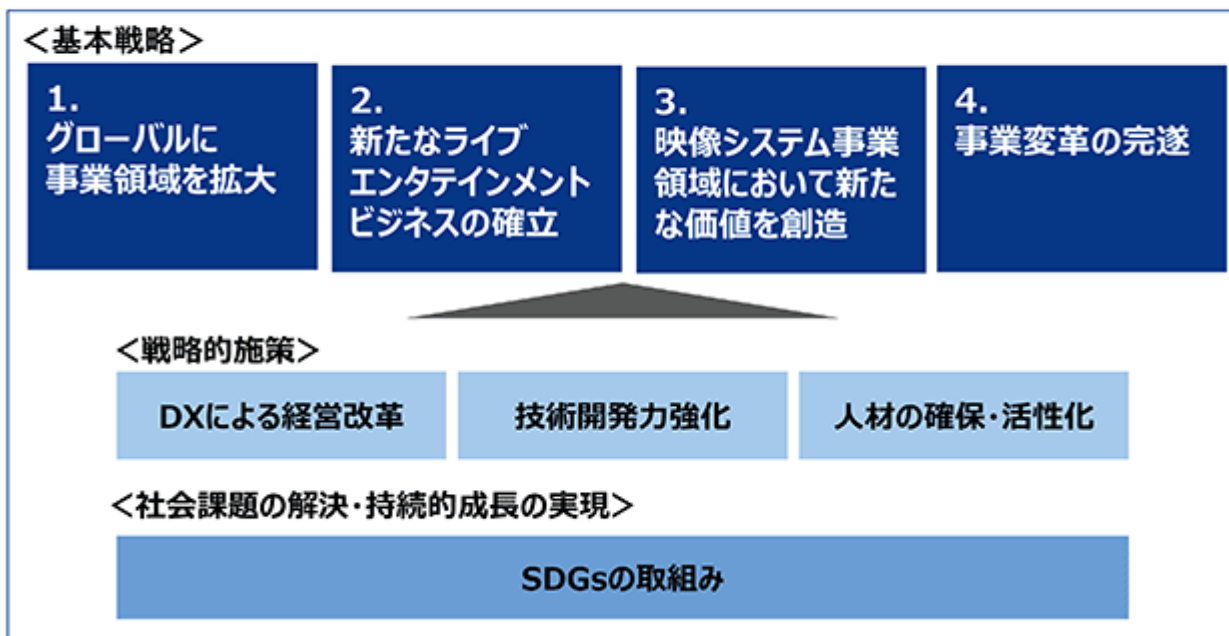 ＜基本戦略＞
1.
グローバルに
事業領域を拡大
2.
新たなライブ
エンタテインメント
ビジネスの確立
3.
映像システム事業
領域において新た
な価値を創造
4.
事業変革の完遂
＜戦略的施策＞
DXによる経営改革
技術開発力強化
人材の確保・活性化
＜社会課題の解決・持続的成長の実現＞
SDGsの取組み